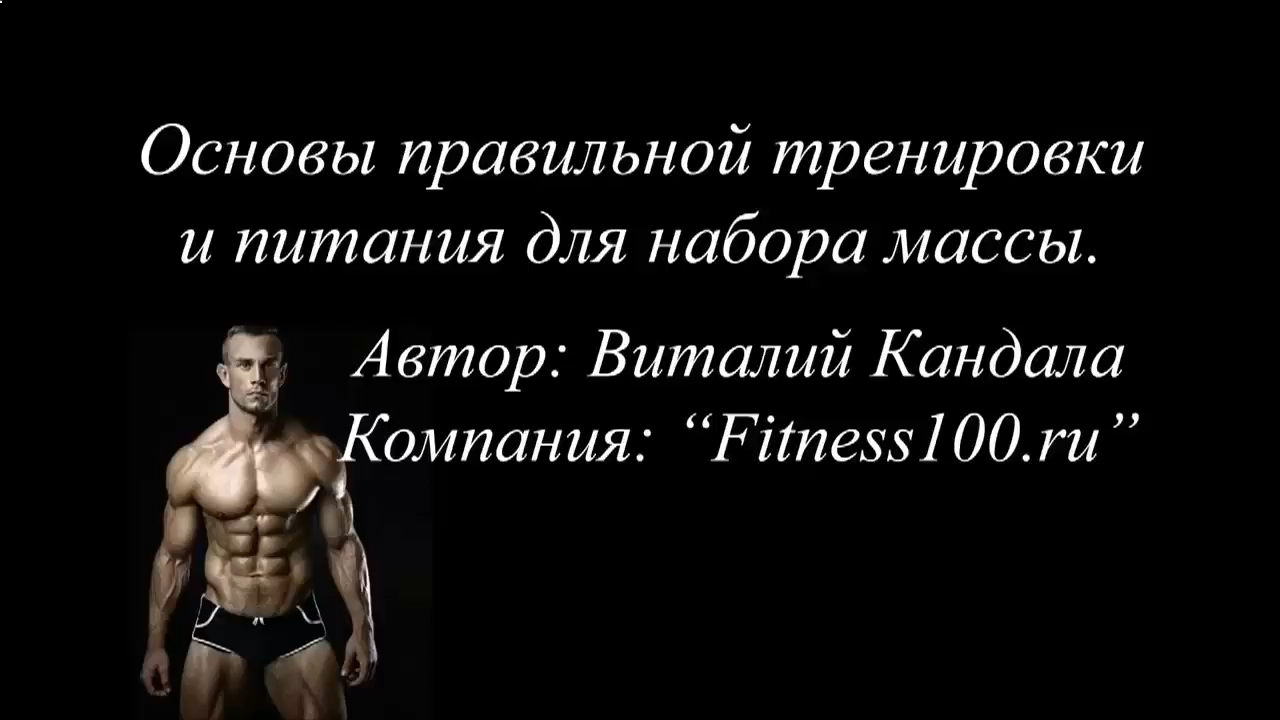 Основы правильной тренировки
и питания для набора массы.
Автор: Виталий Кандала
Компания: “Fitness100.ru”